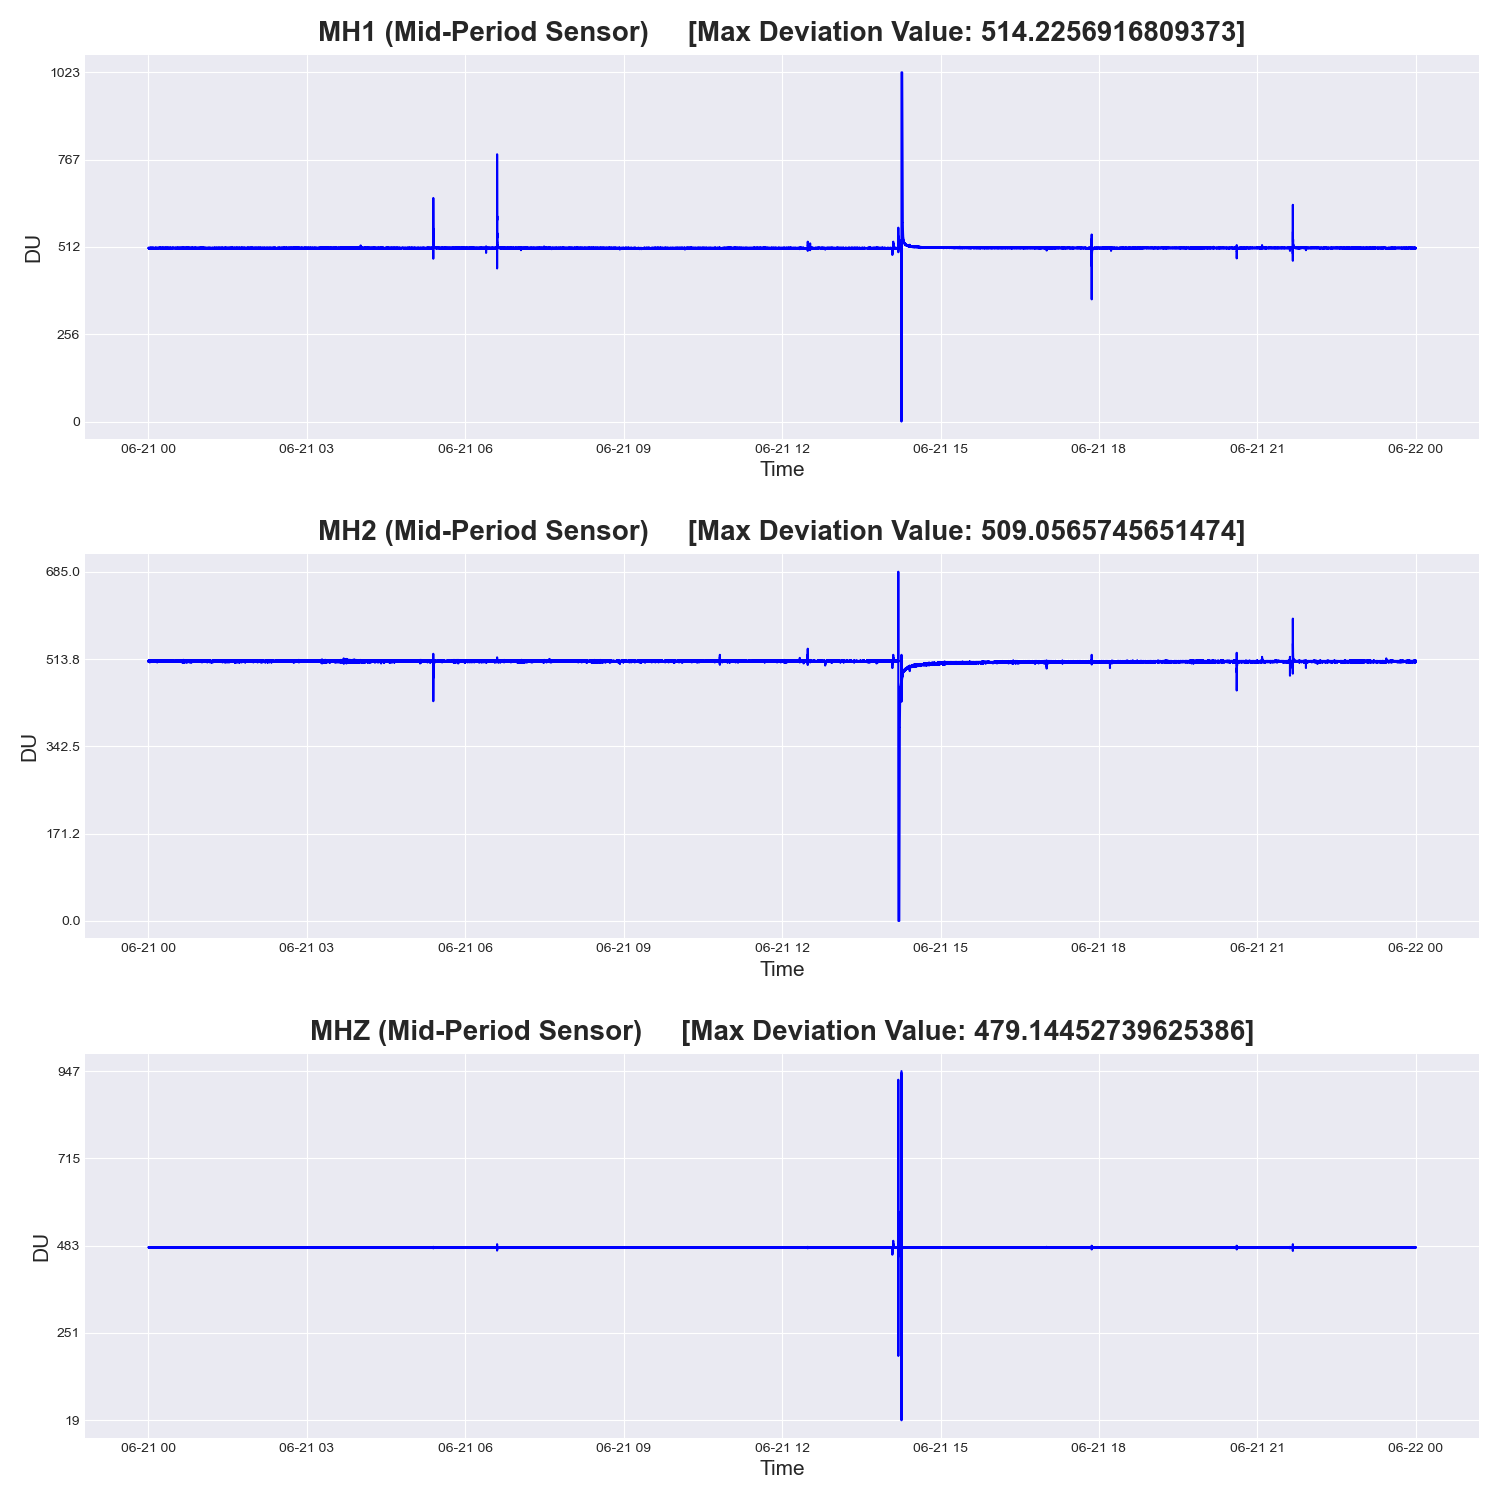 MH1 (Mid-Period Sensor) [Max Deviation Value: 514.2256916809373]
1023
767
512
256
0
DU
06-21 00 06-21 03 06-21 06 06-21 09 06-21 12 06-21 15 06-21 18 06-21 21 06-22 00
Time
MH2 (Mid-Period Sensor) [Max Deviation Value: 509.0565745651474]
685.0
513.8
342.5
171.2
0.0
DU
06-21 00 06-21 03 06-21 06 06-21 09 06-21 12 06-21 15 06-21 18 06-21 21 06-22 00
Time
MHZ (Mid-Period Sensor) [Max Deviation Value: 479.14452739625386]
947
715
483
251
19
DU
06-21 00 06-21 03 06-21 06 06-21 09 06-21 12 06-21 15 06-21 18 06-21 21 06-22 00
Time